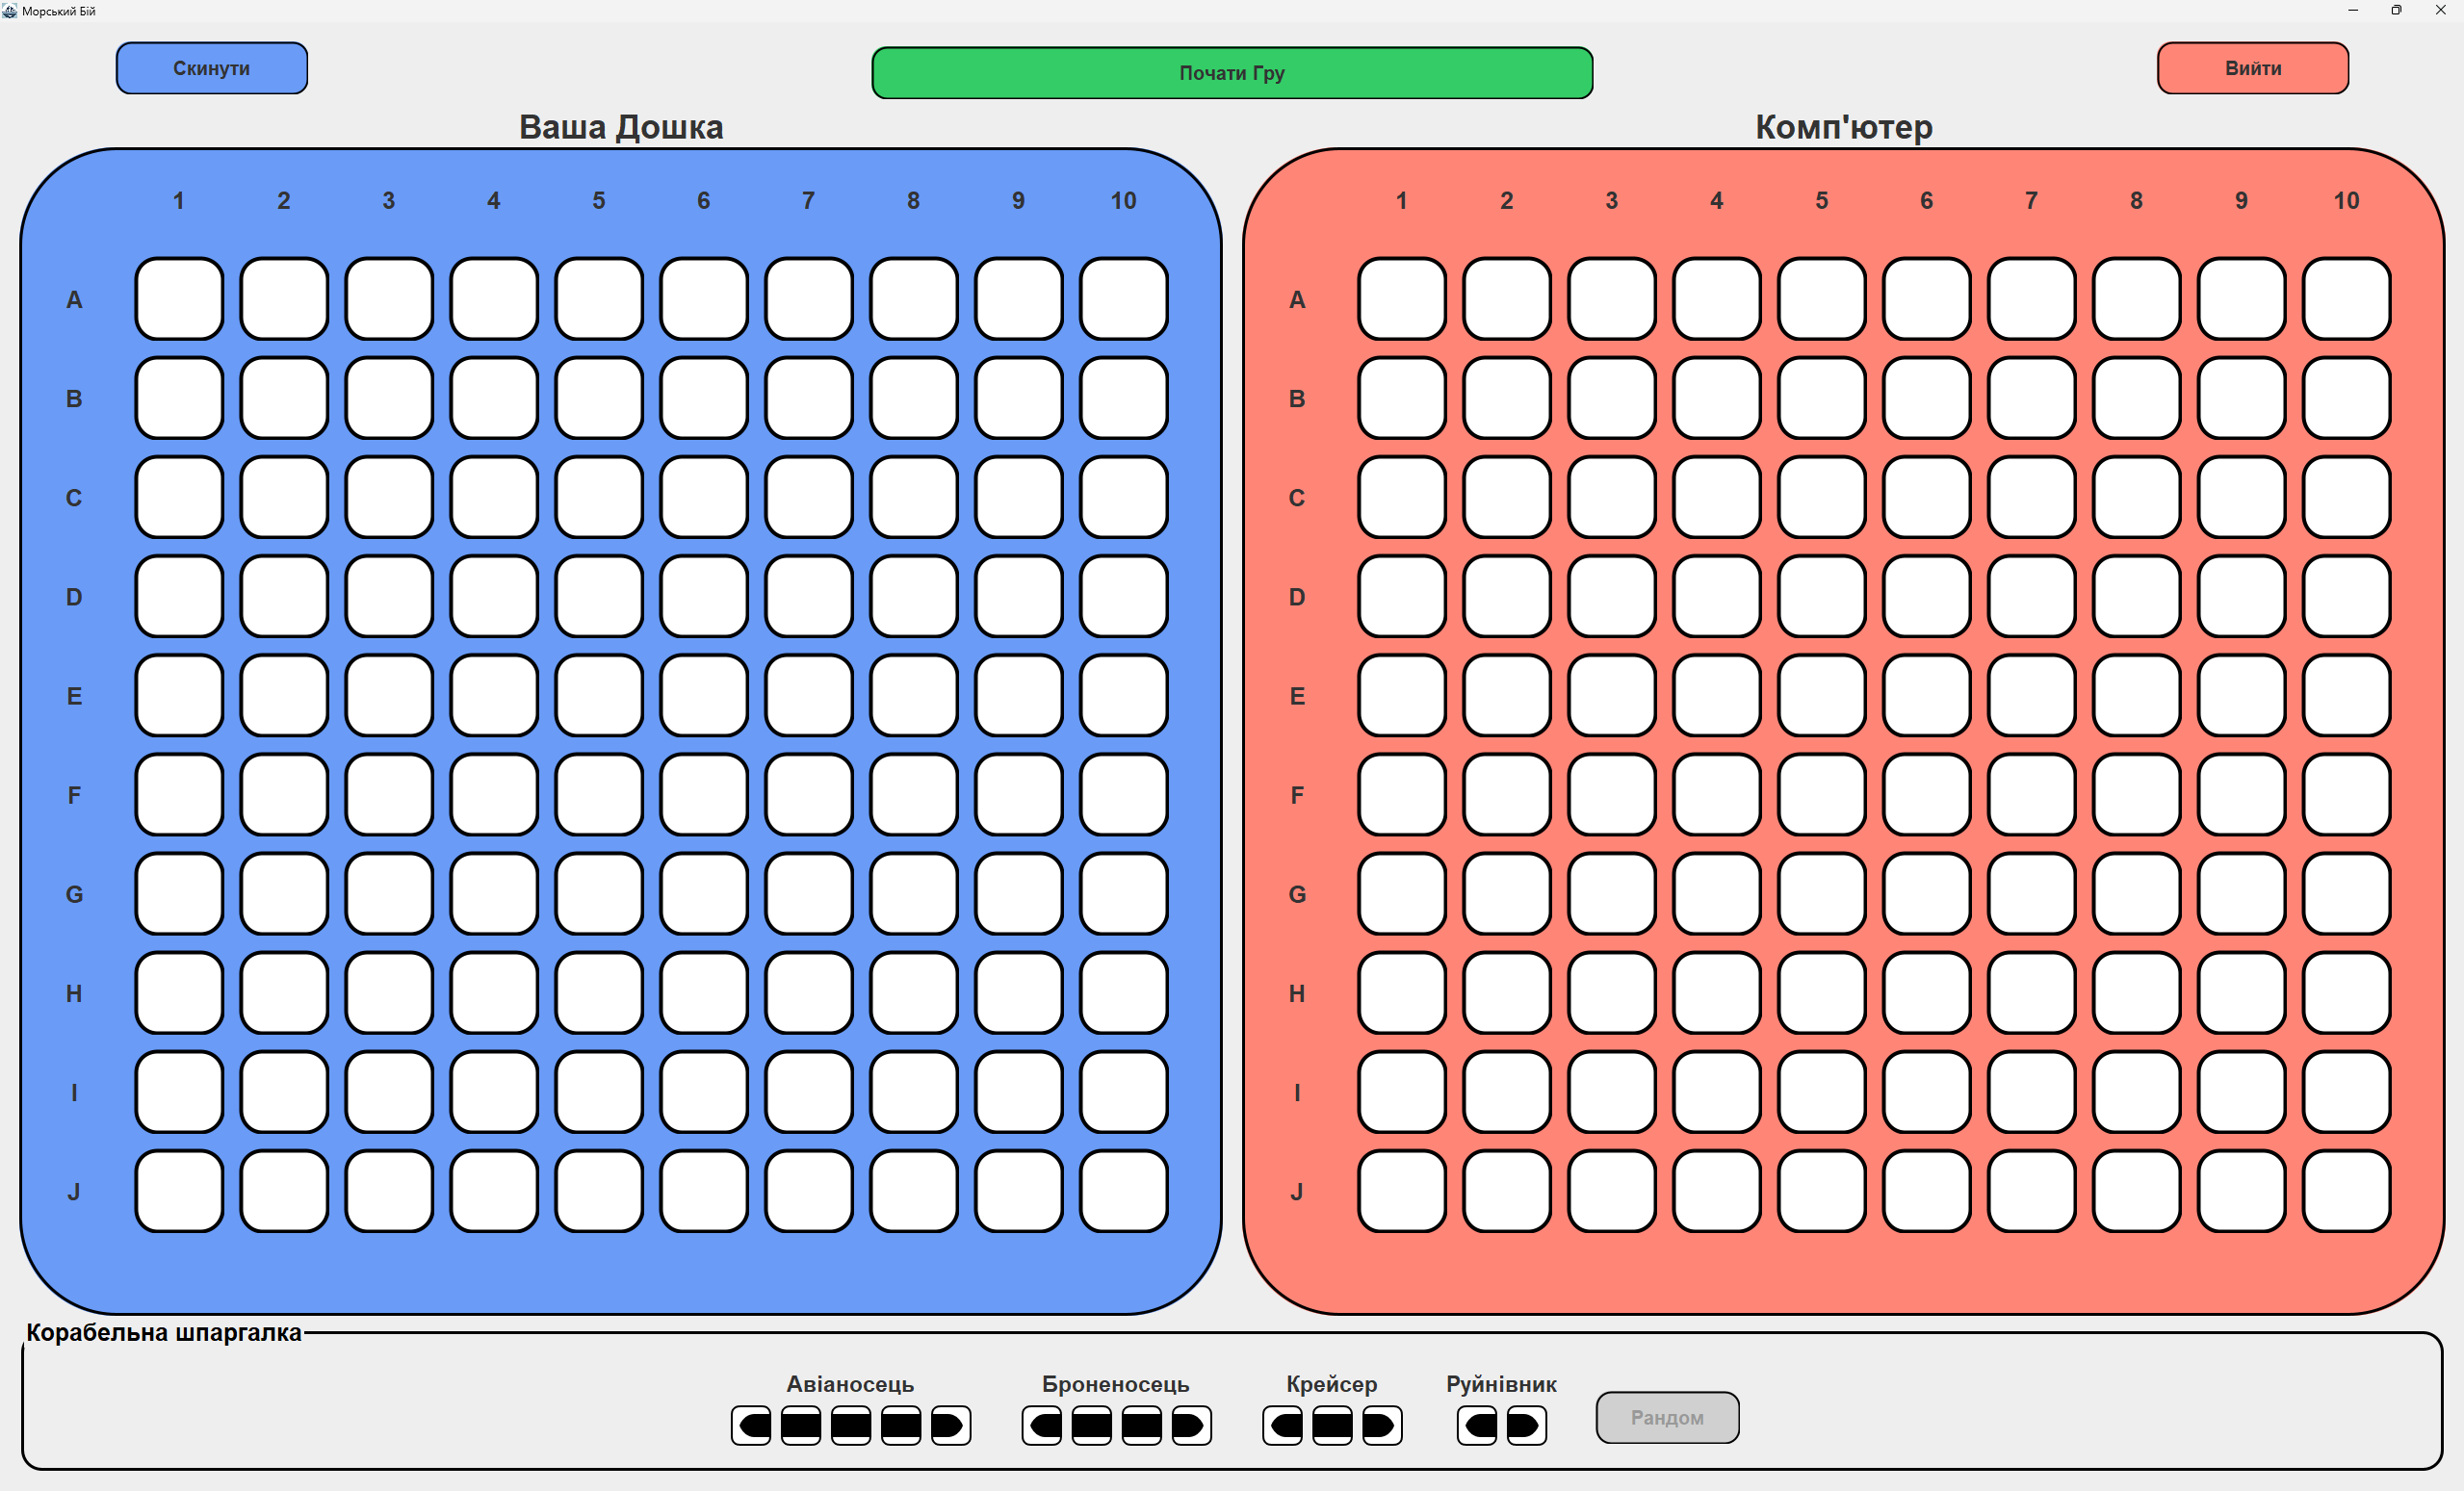 Морський Бій
Скинути
Почати Гру
Вийти
Ваша Дошка
1 2 3 4 5 6 7 8 9 10
A
B
C
D
E
F
G
H
I
J
Комп'ютер
1 2 3 4 5 6 7 8 9 10
A
B
C
D
E
F
G
H
I
J
Корабельна шпаргалка
Авіаносець
Броненосець
Крейсер
Руйнівник
Рандом